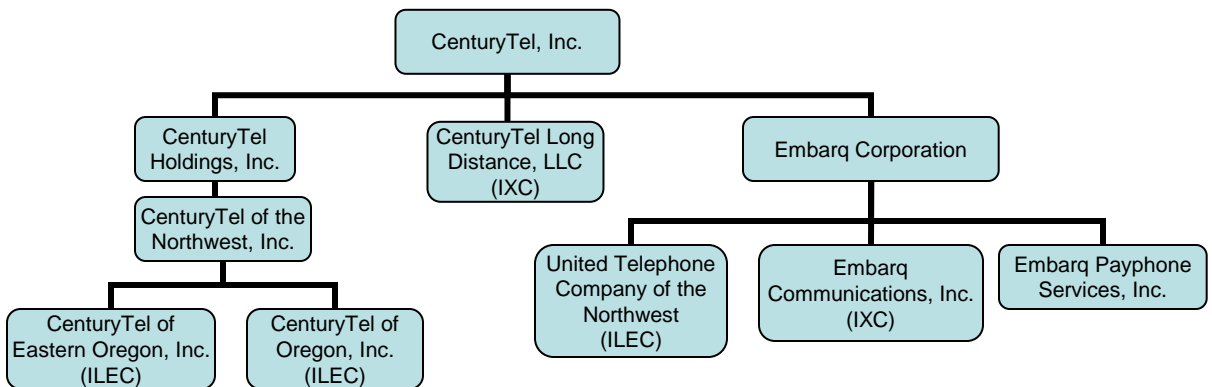 CenturyTel, Inc.
CenturyTel
Holdings, Inc.
CenturyTel Long
Distance, LLC
(IXC)
Embarq Corporation
CenturyTel of the
Northwest, Inc.
United Telephone
Company of the
Northwest
(ILEC)
Embarq
Communications, Inc.
(IXC)
Embarq Payphone
Services, Inc.
CenturyTel of
Eastern Oregon, Inc.
(ILEC)
CenturyTel of
Oregon, Inc.
(ILEC)